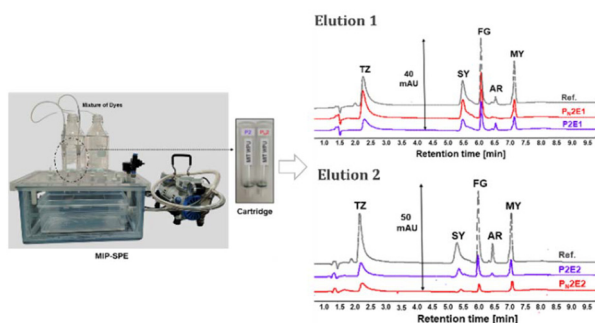 Mixture of Dyes
MIP-SPE
P2
Cartridge
Elution 1
FG
TZ
40
mAU
SY
AR
MY
Ref.
PN2E1
P2E1
1.0 1.5 2.0 2.5 3.0 3.5 4.0 4.5 5.0 5.5 6.0 6.5 7.0 7.5 8.0 8.5 9.0 9.5
Retention time [min]
Elution 2
TZ
50
mAU
SY
FG
AR
MY
Ref.
P2E2
PN2E2
1.0 1.5 2.0 2.5 3.0 3.5 4.0 4.5 5.0 5.5 6.0 6.5 7.0 7.5 8.0 8.5 9.0 9.5
Retention time [min]